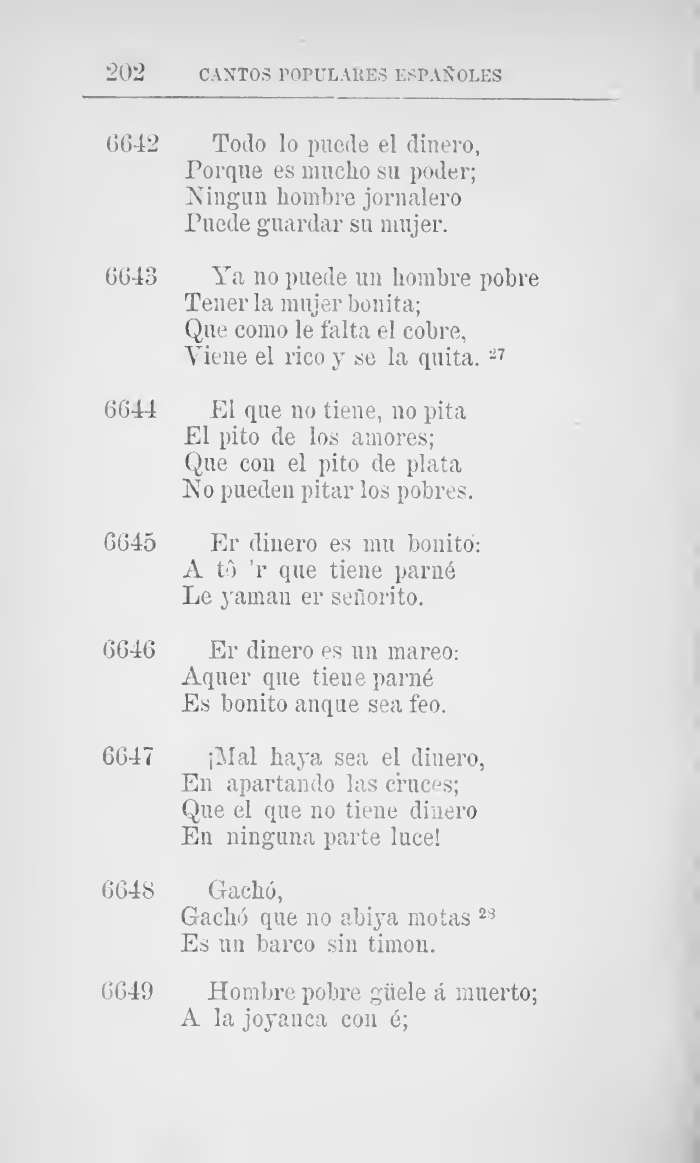 202 CANTOS POPULARES ESPAÑOLES
6642 Todo lo puede el dinero,
Porque es mucho su poder;
Ningun hombre jornalero
Puede guardar su mujer.
6643 Ya no puede un hombre pobre
Tener la mujer bonita;
Que como le falta el cobre,
Viene el rico y se la quita. 27
6644 El que no tiene, no pita
El pito de los amores;
Que con el pito de plata
No pueden pitar los pobres.
6645 Er dinero es mu bonito:
A tô 'r que tiene parné
Le yaman er señorito.
6646 Er dinero es un mareo:
Aquer que tiene parné
Es bonito anque sea feo.
6647 ¡Mal haya sea el dinero,
En apartando las cruces;
Que el que no tiene dinero
En ninguna parte luce!
6648 Gachó,
Gachó que no abiya motas 28
Es un barco sin timon.
6649 Hombre pobre güele á muerto;
A la joyanca con é;